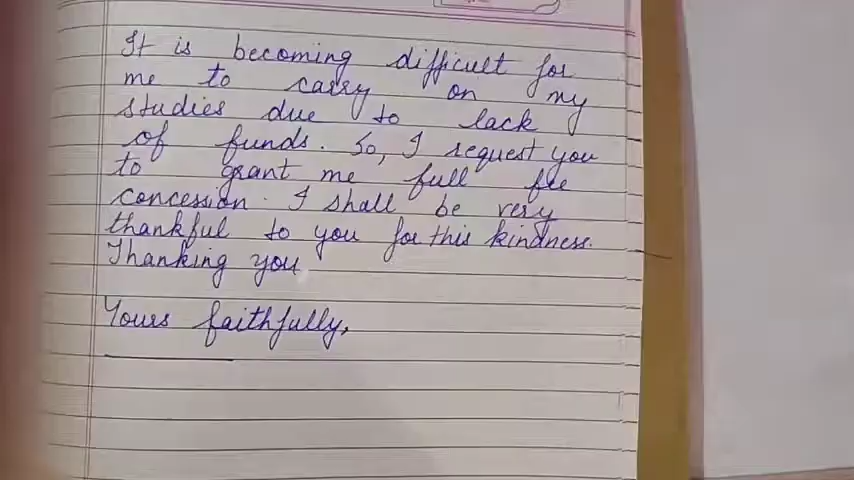 It is becoming difficult for
me to carry on my
studies due to lack
of funds. So, I request you
to grant me full fee
concession. I shall be very
thankful to you for this kindness.
Thanking you
Yours faithfully,